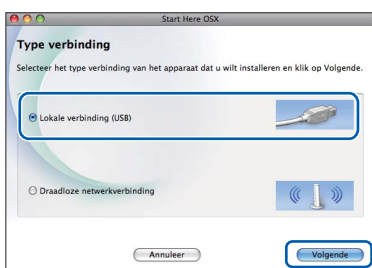 Start Here OSX
Type verbinding
Selecteer het type verbinding van het apparaat dat u wilt installeren en klik op Volgende.
Lokale verbinding (USB)
Draadloze netwerkverbinding
Annuleer
Volgende